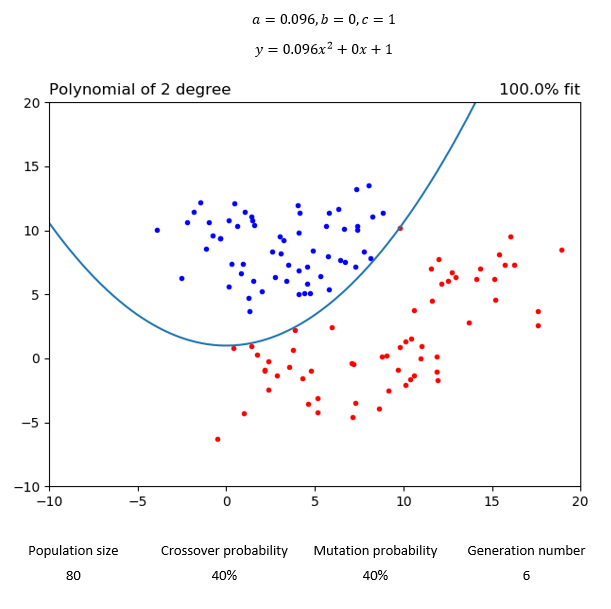 a = 0.096, b = 0, c = 1
y = 0.096x² + 0x + 1
Polynomial of 2 degree 100.0% fit
20
15
10
5
0
−5
−10
−10 −5 0 5 10 15 20
Population size Crossover probability Mutation probability Generation number
80 40% 40% 6